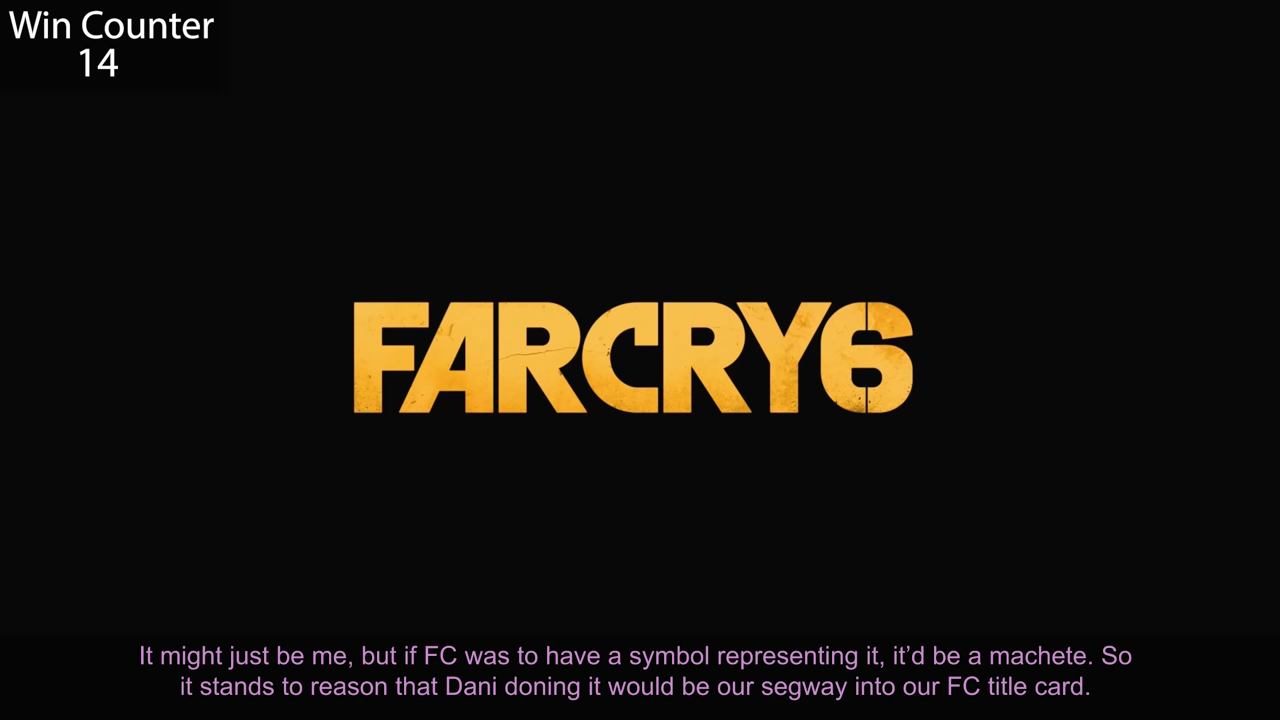 Win Counter
14
FARCRY6
It might just be me, but if FC was to have a symbol representing it, it’d be a machete. So
it stands to reason that Dani doning it would be our segway into our FC title card.